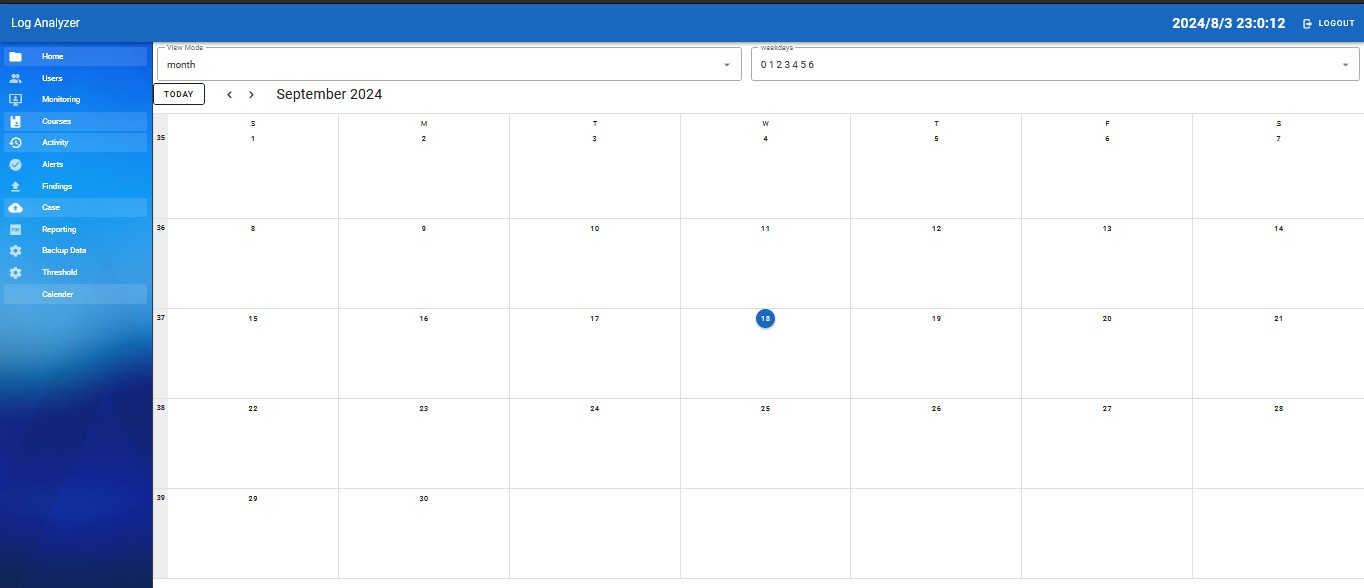 Log Analyzer
2024/8/3 23:0:12 LOGOUT
Home
Users
Monitoring
Courses
Activity
Alerts
Findings
Case
Reporting
Backup Data
Threshold
Calender
View Mode
month
weekdays
0 1 2 3 4 5 6
TODAY September 2024
S M T W T F S
35 1 2 3 4 5 6 7
36 8 9 10 11 12 13 14
37 15 16 17 18 19 20 21
38 22 23 24 25 26 27 28
39 29 30